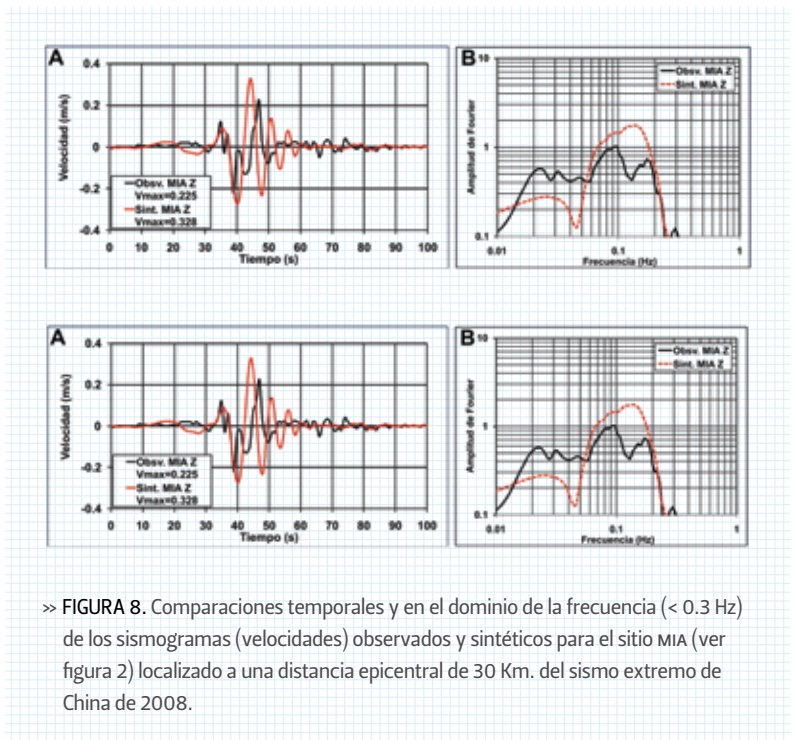 A
0.4
0.2
0
-0.2
-0.4
Velocidad (m/s)
Obsv. MIA Z
Vmax=0.225
Sint. MIA Z
Vmax=0.328
0 10 20 30 40 50 60 70 80 90 100
Tiempo (s)
B
10
1
0.1
Amplitud de Fourier
Obsv. MIA Z
Sint. MIA Z
0.01 0.1 1
Frecuencia (Hz)
A
0.4
0.2
0
-0.2
-0.4
Velocidad (m/s)
Obsv. MIA Z
Vmax=0.225
Sint. MIA Z
Vmax=0.328
0 10 20 30 40 50 60 70 80 90 100
Tiempo (s)
B
10
1
0.1
Amplitud de Fourier
Obsv. MIA Z
Sint. MIA Z
0.01 0.1 1
Frecuencia (Hz)
>> FIGURA 8. Comparaciones temporales y en el dominio de la frecuencia (< 0.3 Hz)
de los sismogramas (velocidades) observados y sintéticos para el sitio MIA (ver
figura 2) localizado a una distancia epicentral de 30 Km. del sismo extremo de
China de 2008.